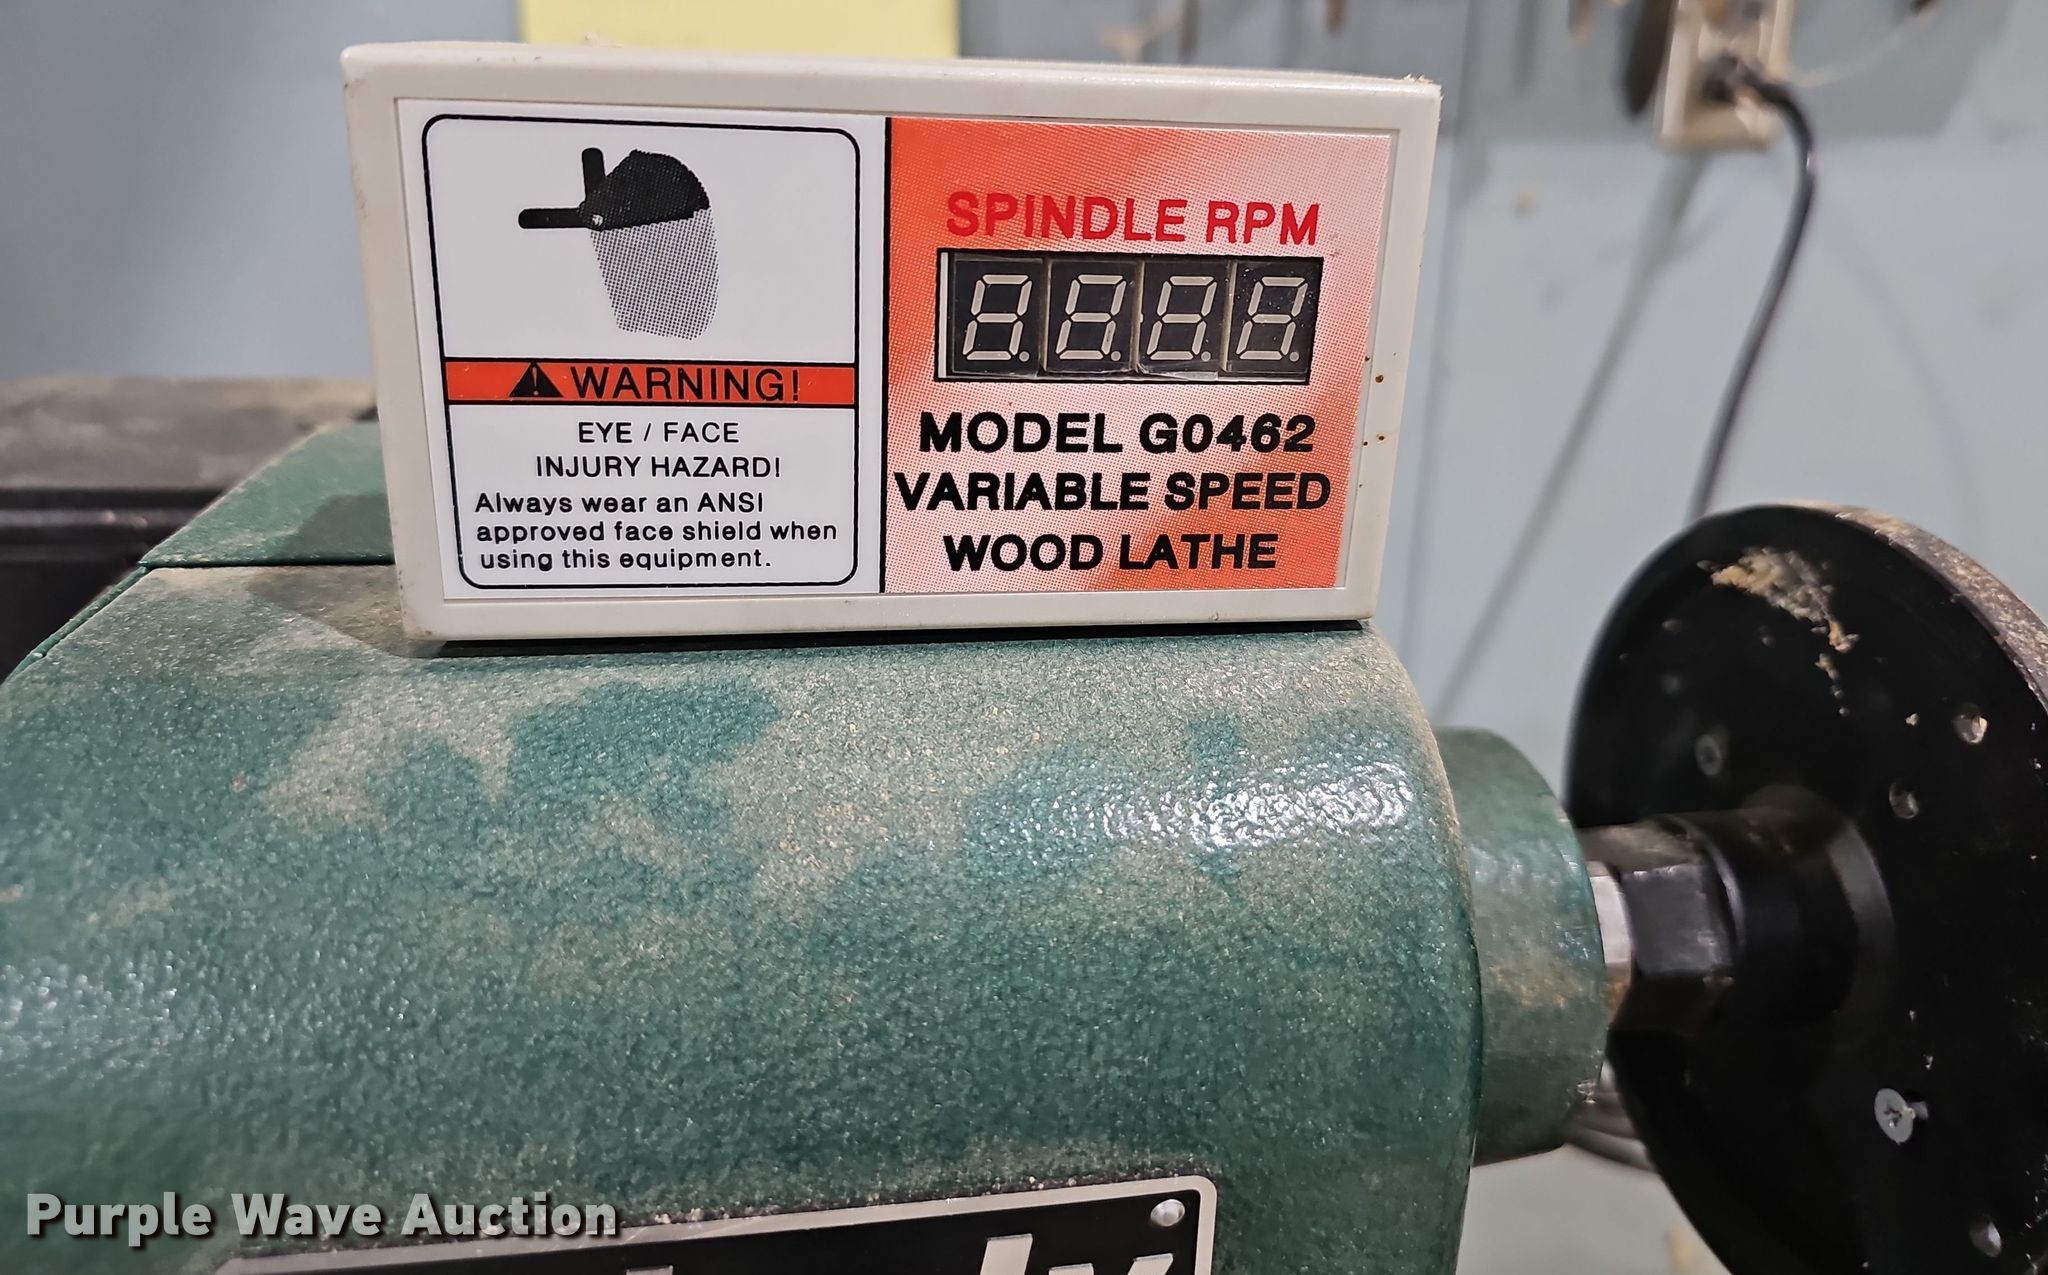 WARNING!
EYE / FACE
INJURY HAZARD!
Always wear an ANSI
approved face shield when
using this equipment.
SPINDLE RPM
MODEL G0462
VARIABLE SPEED
WOOD LATHE
Purple Wave Auction